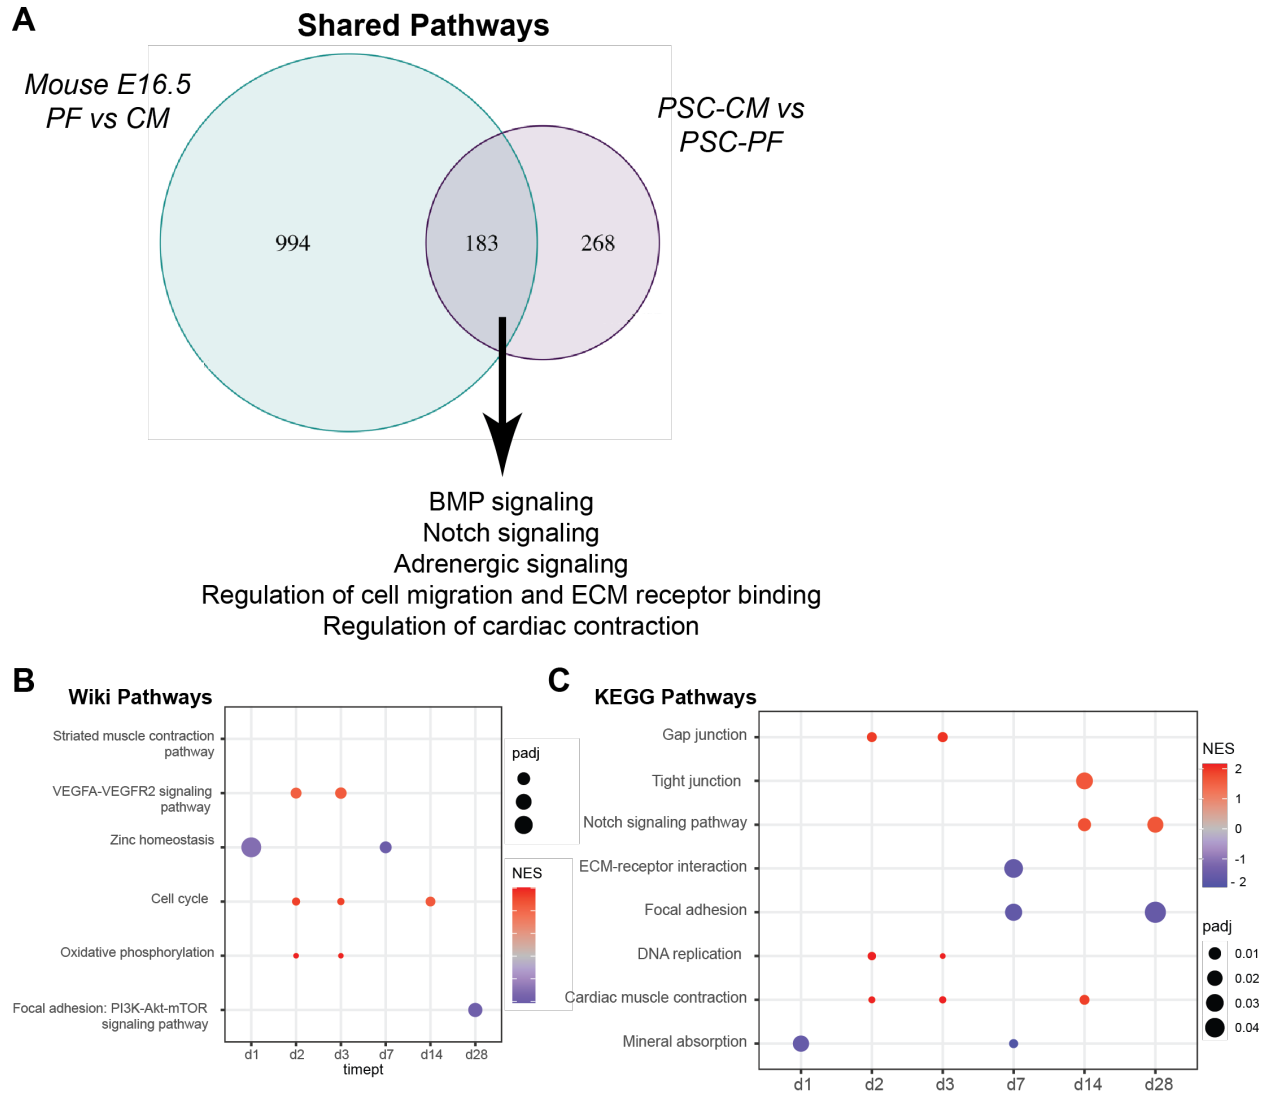 A
Shared Pathways
Mouse E16.5
PF vs CM
PSC-CM vs
PSC-PF
994
183
268
BMP signaling
Notch signaling
Adrenergic signaling
Regulation of cell migration and ECM receptor binding
Regulation of cardiac contraction
B
Wiki Pathways
Striated muscle contraction
pathway
VEGFA-VEGFR2 signaling
pathway
Zinc homeostasis
Cell cycle
Oxidative phosphorylation
Focal adhesion: PI3K-Akt-mTOR
signaling pathway
d1 d2 d3 d7 d14 d28
timept
padj
NES
C
KEGG Pathways
Gap junction
Tight junction
Notch signaling pathway
ECM-receptor interaction
Focal adhesion
DNA replication
Cardiac muscle contraction
Mineral absorption
d1 d2 d3 d7 d14 d28
NES
2
1
0
-1
- 2
padj
0.01
0.02
0.03
0.04